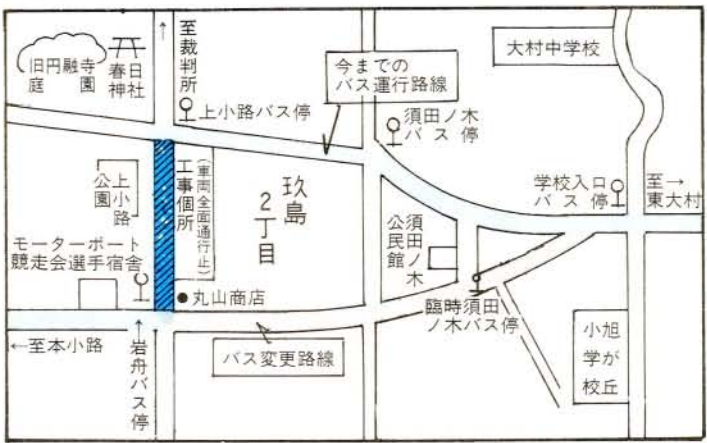 旧円融寺
庭園
春日
神社
↑
至裁判所
上小路バス停
今までの
バス運行路線
須田ノ木
バス停
大村中学校
学校入口
バス停
至→
東大村
上小路
公園
工事個所
(車両全面通行止)
玖島
2丁目
須田ノ木
公民館
モーターボート
競走会選手宿舎
丸山商店
臨時須田
ノ木バス停
←至本小路
↑岩舟バス停
バス変更路線
旭が丘
小学校